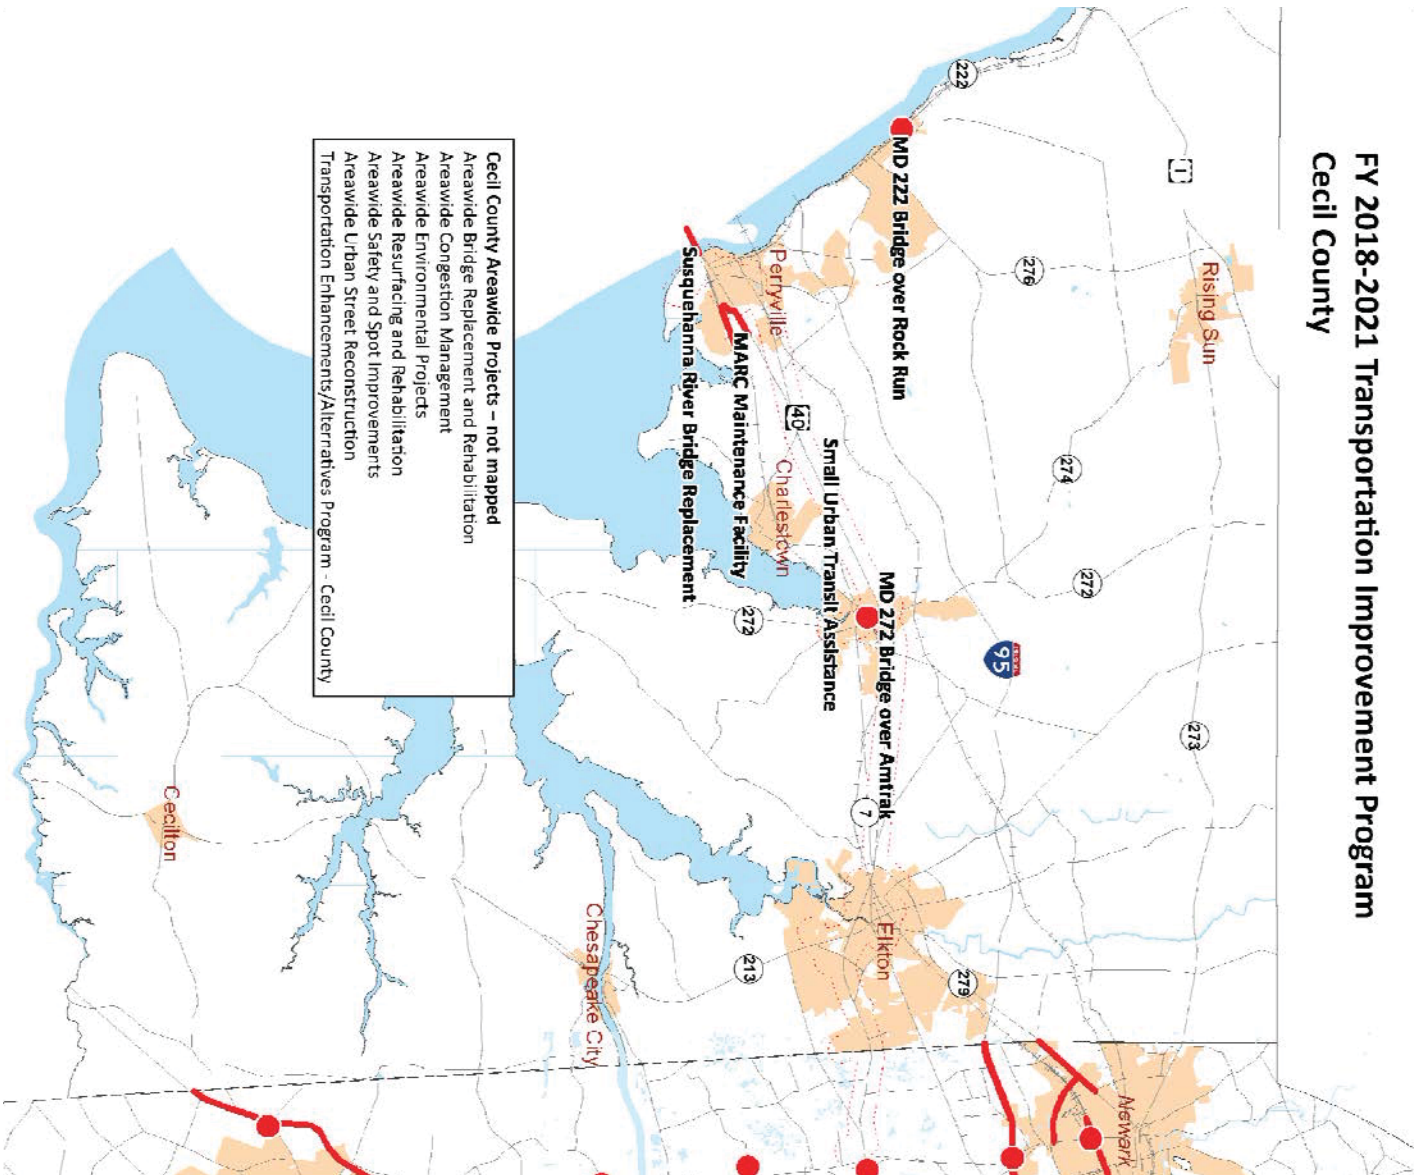 FY 2018-2021 Transportation Improvement Program
Cecil County
1
Rising Sun
222
276
274
272
273
MD 222 Bridge over Rock Run
95
MD 272 Bridge over Amtrak
Small Urban Transit Assistance
Perryville
40
Charlestown
MARC Maintenance Facility
Susquehanna River Bridge Replacement
272
7
Elkton
279
213
Newark
Chesapeake City
Cecilton
Cecil County Areawide Projects – not mapped
Areawide Bridge Replacement and Rehabilitation
Areawide Congestion Management
Areawide Environmental Projects
Areawide Resurfacing and Rehabilitation
Areawide Safety and Spot Improvements
Areawide Urban Street Reconstruction
Transportation Enhancements/Alternatives Program - Cecil County